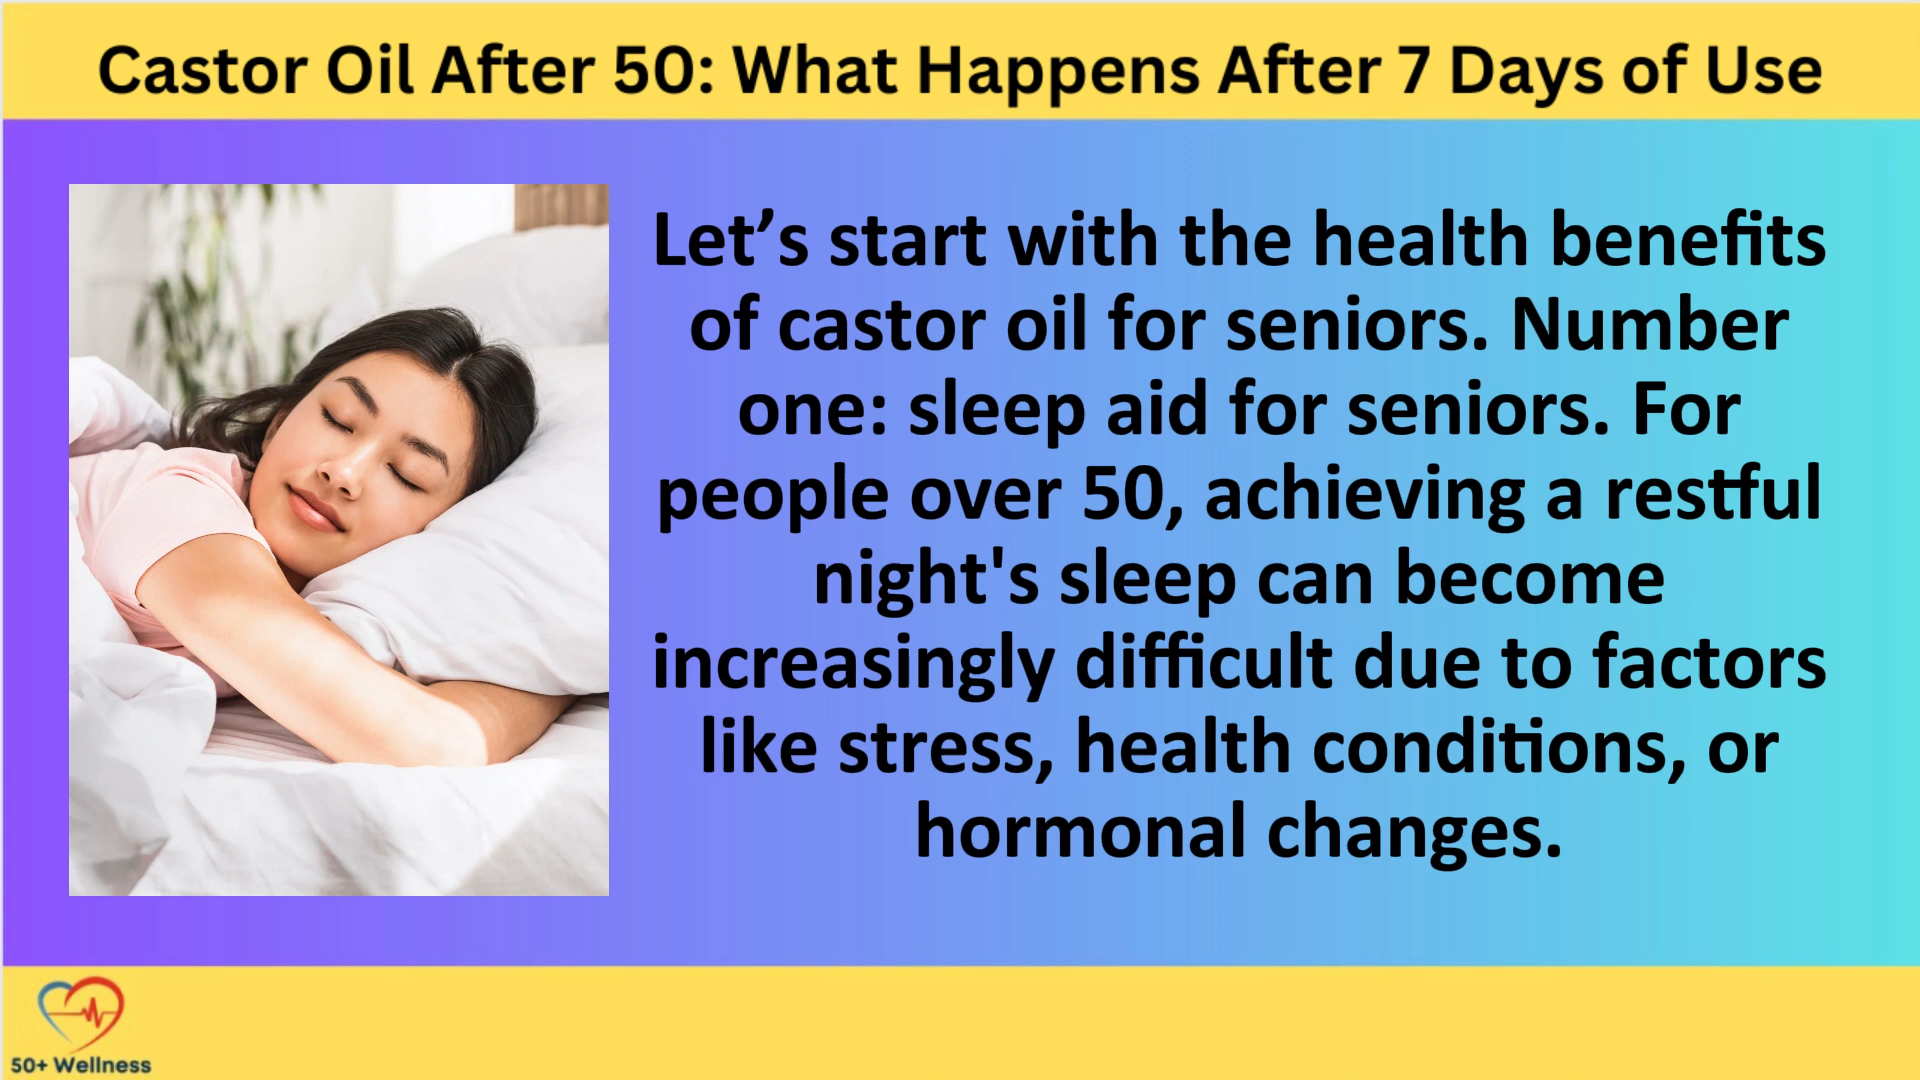 Castor Oil After 50: What Happens After 7 Days of Use
Let’s start with the health benefits
of castor oil for seniors. Number
one: sleep aid for seniors. For
people over 50, achieving a restful
night's sleep can become
increasingly difficult due to factors
like stress, health conditions, or
hormonal changes.
50+ Wellness